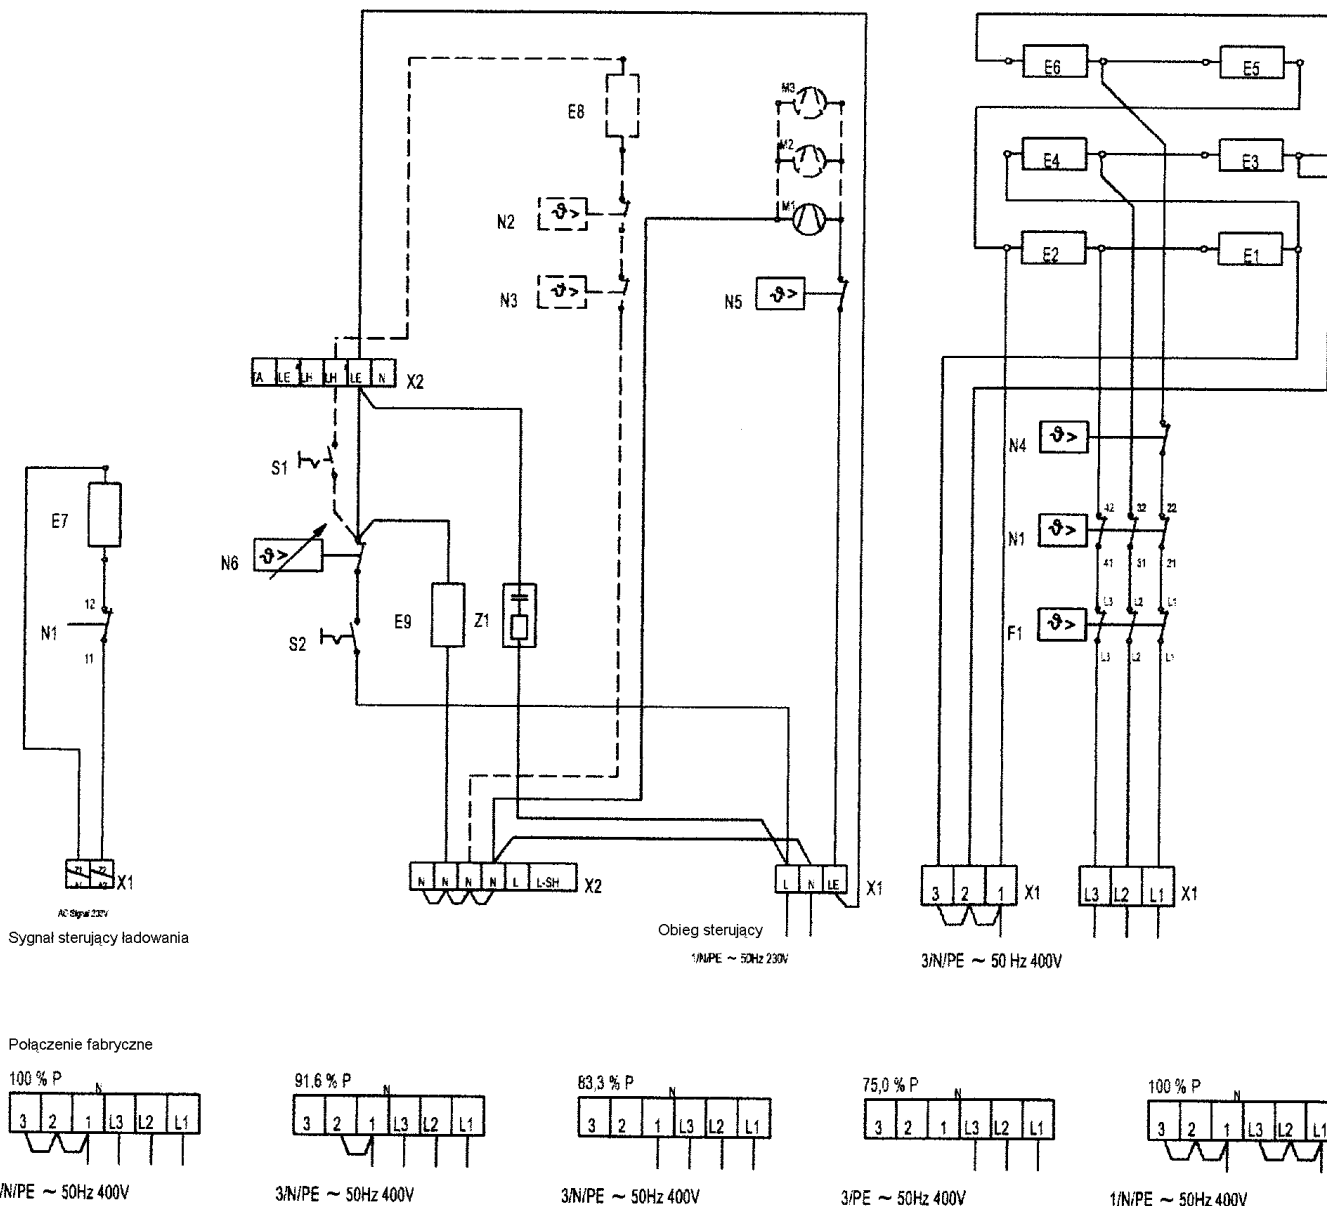 E6
E5
M3
E8
M2
E4
E3
M1
N2
E2
E1
N3
N5
LE
LH
LH
LE
N
X2
N4
S1
E7
42
32
22
N1
N6
41
31
21
12
L3
L2
L1
E9
Z1
F1
N1
S2
11
L3
L2
L1
N
N
N
N
L
L-SH
X2
L
N
LE
X1
3
2
1
X1
L3
L2
L1
X1
X1
AC Signal 230V
Sygnał sterujący ładowania
Obieg sterujący
1/N/PE ~ 50Hz 230V
3/N/PE ~ 50 Hz 400V
Połączenie fabryczne
100 % P
N
3
2
1
L3
L2
L1
/N/PE ~ 50Hz 400V
91.6 % P
N
3
2
1
L3
L2
L1
3/N/PE ~ 50Hz 400V
83,3 % P
N
3
2
1
L3
L2
L1
3/N/PE ~ 50Hz 400V
75,0 % P
N
3
2
1
L3
L2
L1
3/PE ~ 50Hz 400V
100 % P
N
3
2
1
L3
L2
L1
1/N/PE ~ 50Hz 400V